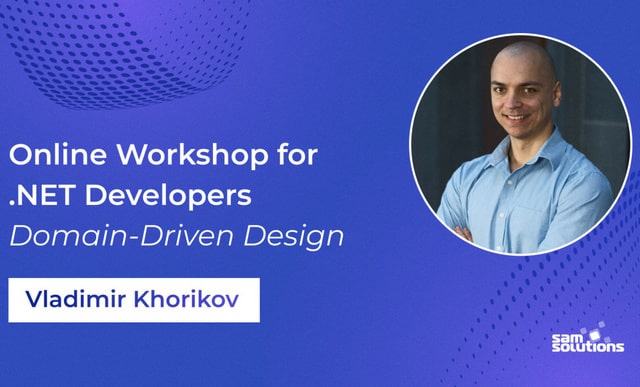 Online Workshop for
.NET Developers
Domain-Driven Design
Vladimir Khorikov
sam
solutions